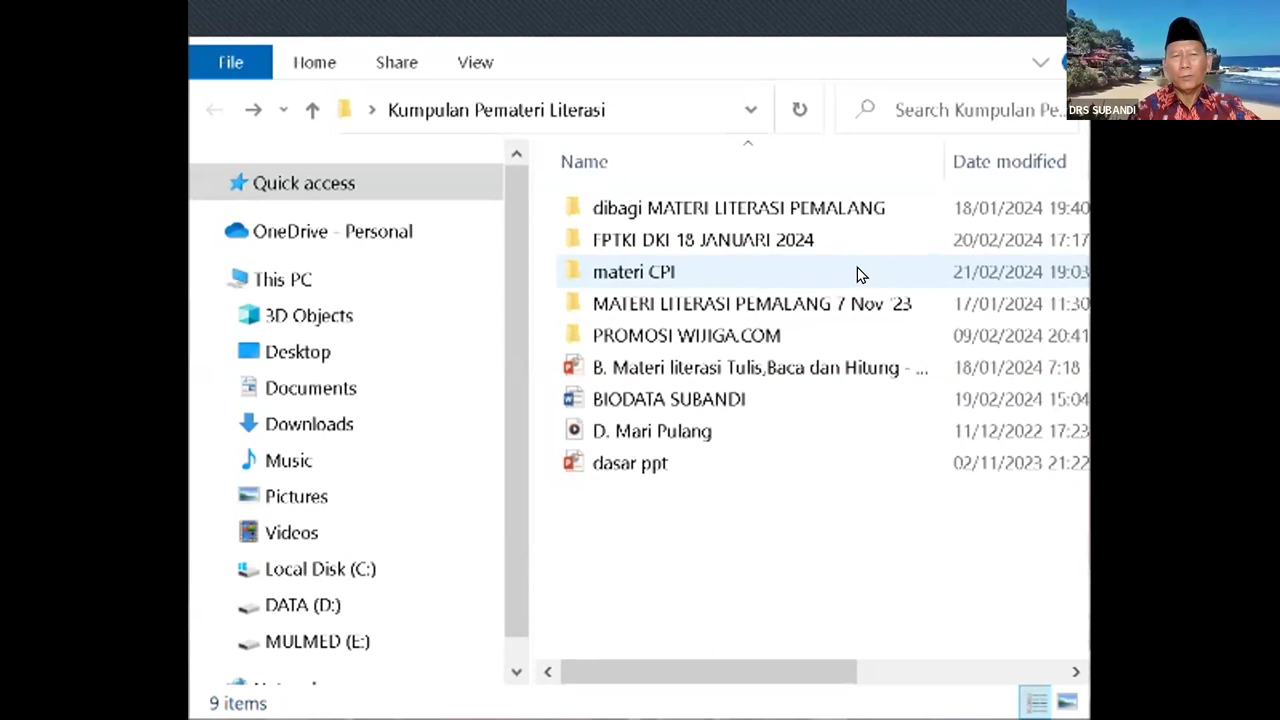 File Home Share View
Kumpulan Pemateri Literasi Search Kumpulan Pe...
DRS SUBANDI
Name Date modified
Quick access
OneDrive - Personal
This PC
3D Objects
Desktop
Documents
Downloads
Music
Pictures
Videos
Local Disk (C:)
DATA (D:)
MULMED (E:)
dibagi MATERI LITERASI PEMALANG 18/01/2024 19:40
FPTKI DKI 18 JANUARI 2024 20/02/2024 17:17
materi CPI 21/02/2024 19:03
MATERI LITERASI PEMALANG 7 Nov '23 17/01/2024 11:30
PROMOSI WIJIGA.COM 09/02/2024 20:41
B. Materi literasi Tulis,Baca dan Hitung - ... 18/01/2024 7:18
BIODATA SUBANDI 19/02/2024 15:04
D. Mari Pulang 11/12/2022 17:23
dasar ppt 02/11/2023 21:22
9 items